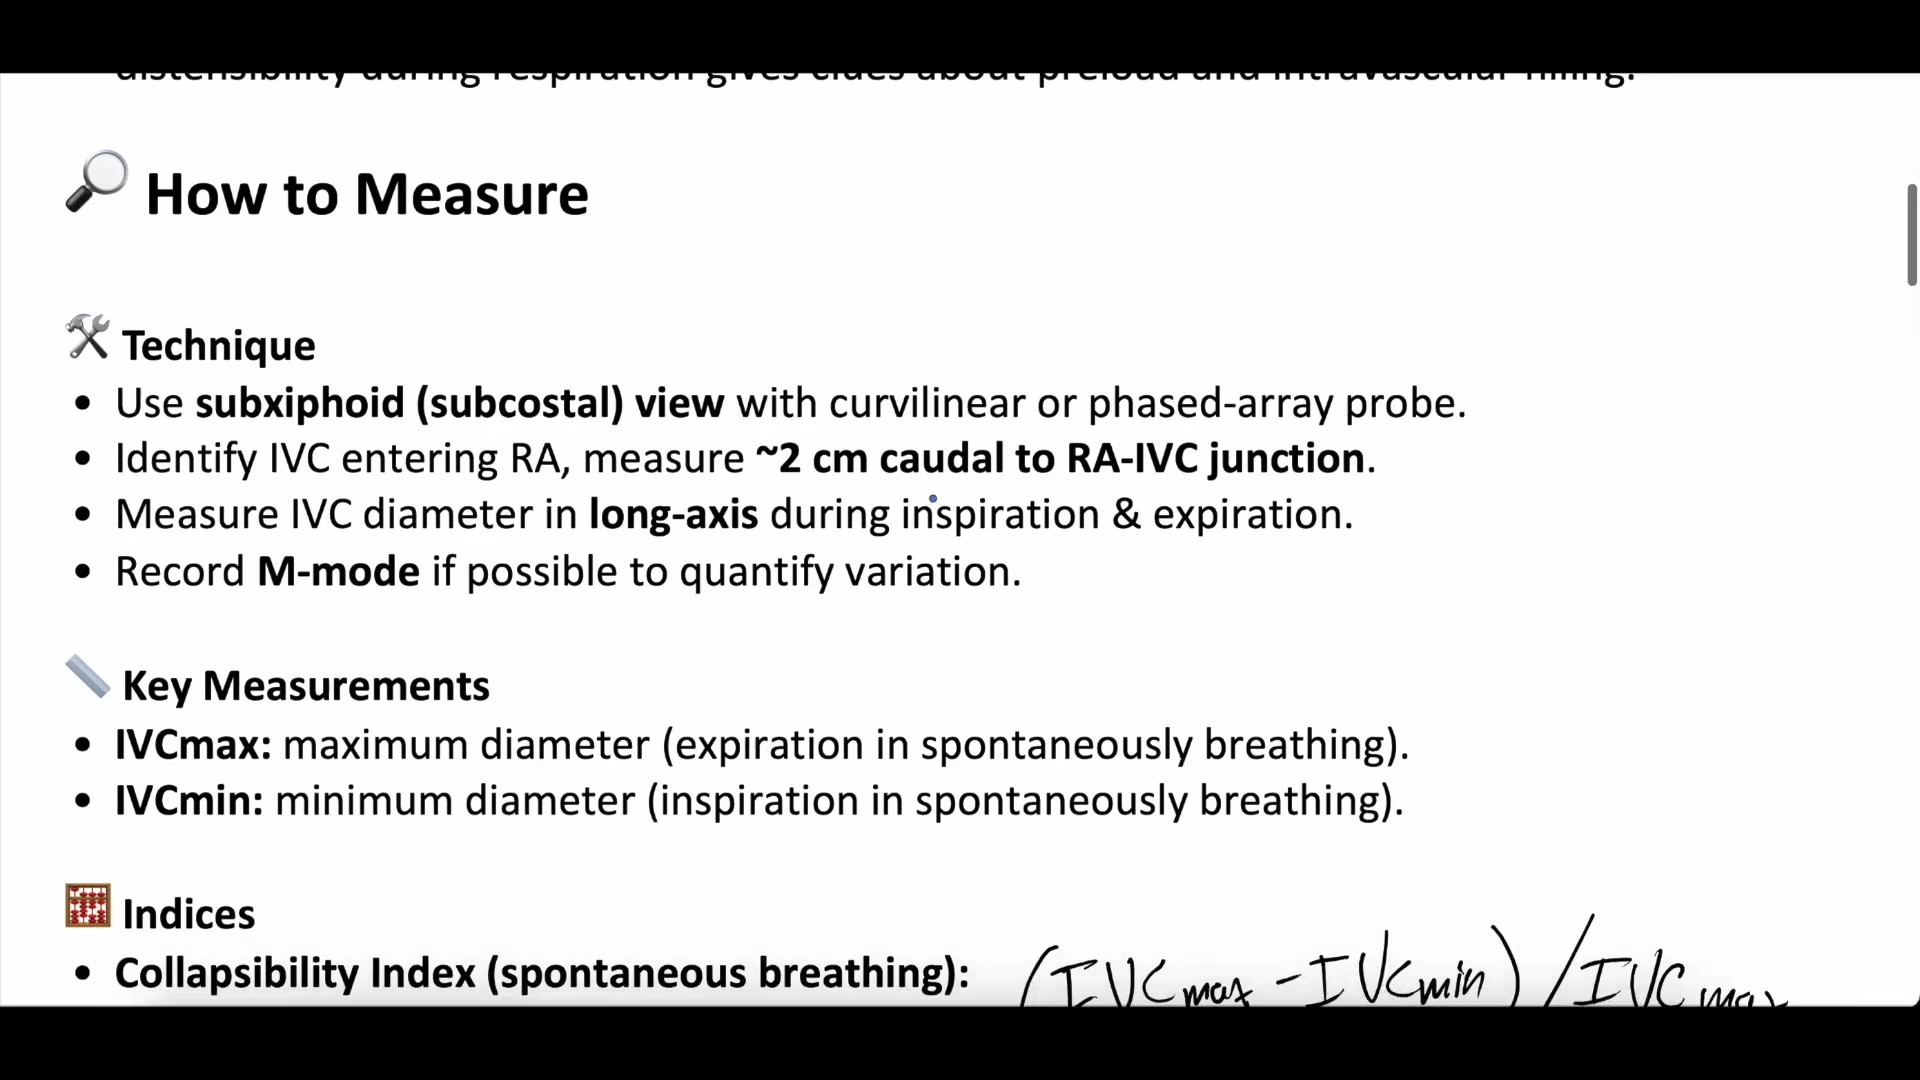 distensibility during respiration gives clues about preload and intravascular filling.
How to Measure
Technique
• Use subxiphoid (subcostal) view with curvilinear or phased-array probe.
• Identify IVC entering RA, measure ~2 cm caudal to RA-IVC junction.
• Measure IVC diameter in long-axis during inspiration & expiration.
• Record M-mode if possible to quantify variation.
Key Measurements
• IVCmax: maximum diameter (expiration in spontaneously breathing).
• IVCmin: minimum diameter (inspiration in spontaneously breathing).
Indices
• Collapsibility Index (spontaneous breathing): (IVCmax - IVCmin) / IVCmax